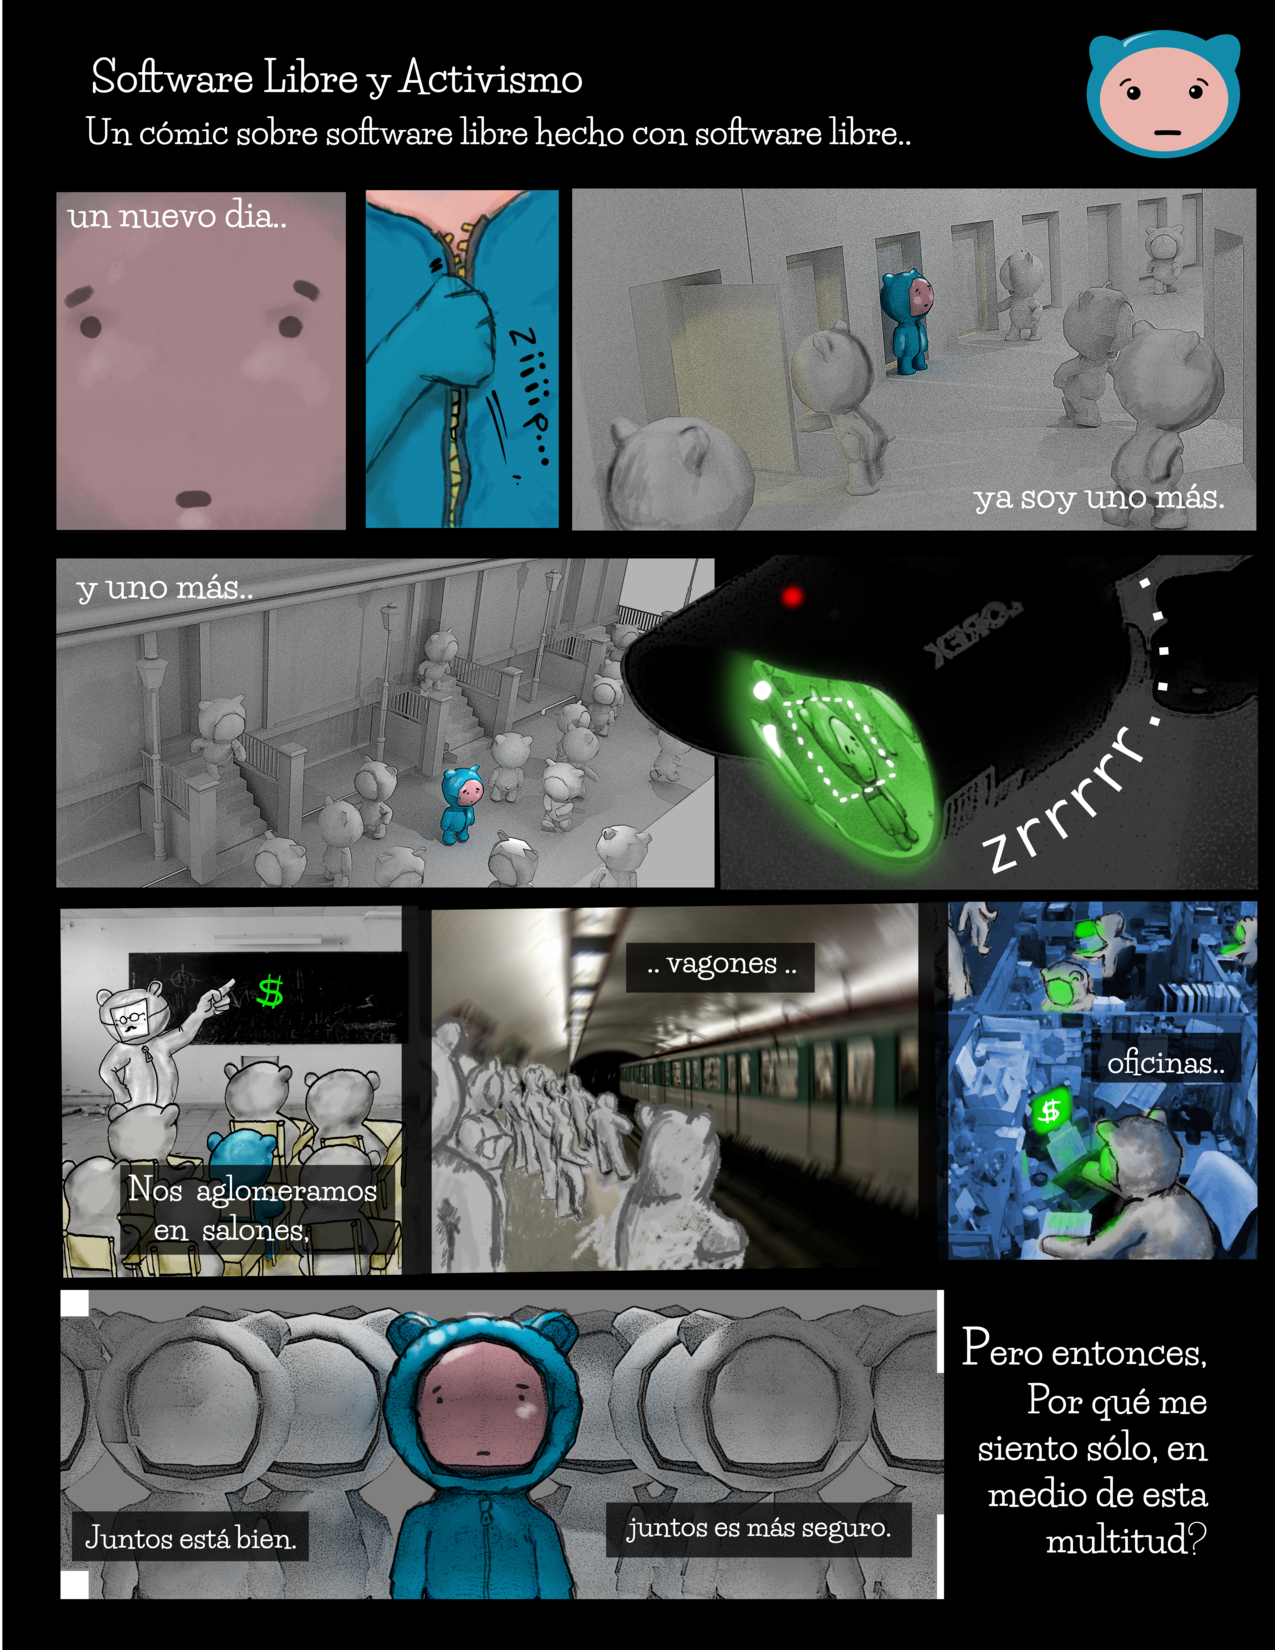 Software Libre y Activismo
Un cómic sobre software libre hecho con software libre..
un nuevo dia..
ziiiip...
ya soy uno más.
y uno más..
zrrrrr
$
Nos aglomeramos
en salones,
.. vagones ..
oficinas..
$
Juntos está bien.
juntos es más seguro.
Pero entonces,
Por qué me
siento sólo, en
medio de esta
multitud?